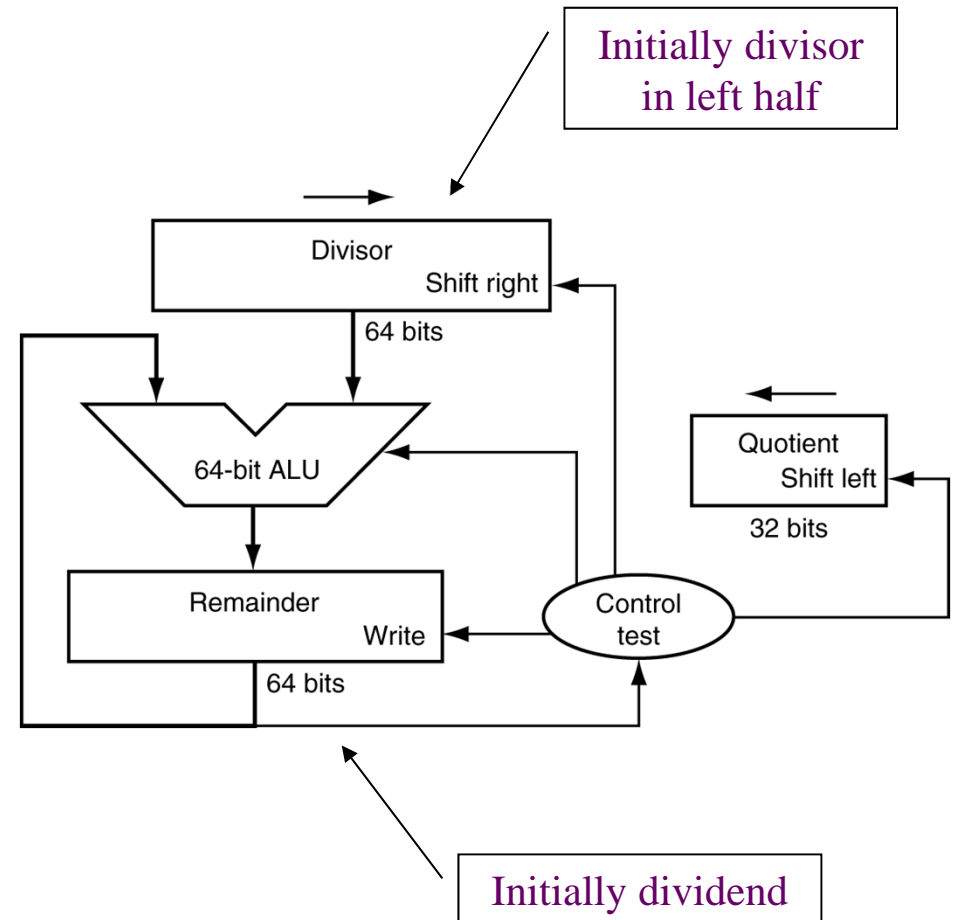 Initially divisor
in left half
Divisor
Shift right
64 bits
64-bit ALU
Quotient
Shift left
32 bits
Remainder
Write
Control
test
64 bits
Initially dividend